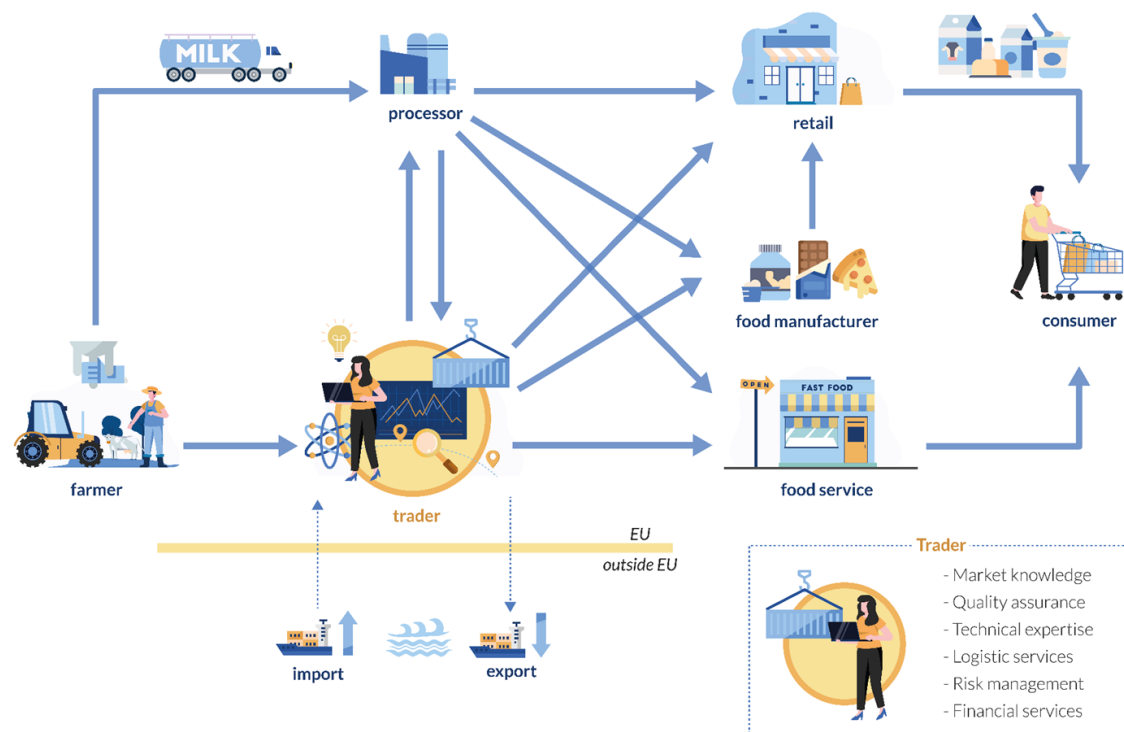 MILK
processor
retail
food manufacturer
consumer
OPEN
FAST FOOD
farmer
food service
trader
EU
outside EU
import
export
Trader
- Market knowledge
- Quality assurance
- Technical expertise
- Logistic services
- Risk management
- Financial services